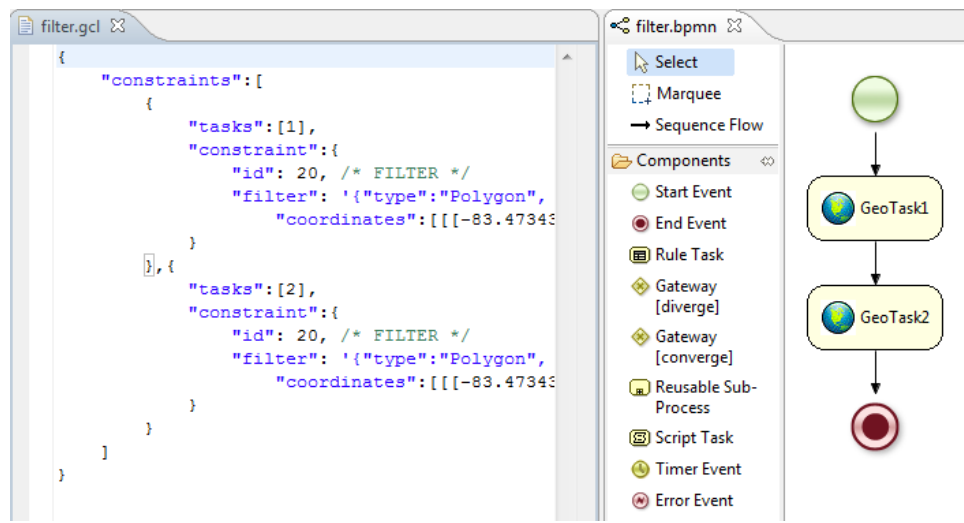 filter.gcl
{
"constraints":[
{
"tasks":[1],
"constraint":{
"id": 20, /* FILTER */
"filter": '{"type":"Polygon",
"coordinates":[[[-83.47343
}
},{
"tasks":[2],
"constraint":{
"id": 20, /* FILTER */
"filter": '{"type":"Polygon",
"coordinates":[[[-83.47343
}
}
]
}
filter.bpmn
Select
Marquee
Sequence Flow
Components
Start Event
End Event
Rule Task
Gateway
[diverge]
Gateway
[converge]
Reusable Sub-
Process
Script Task
Timer Event
Error Event
GeoTask1
GeoTask2